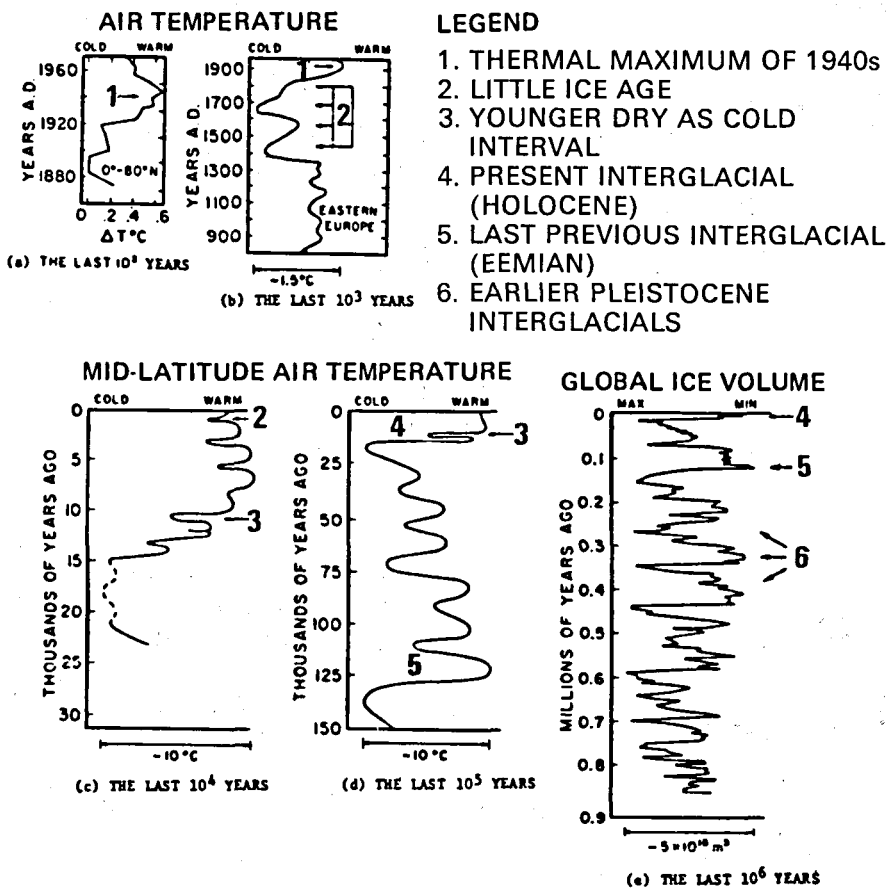 AIR TEMPERATURE
COLD WARM
1960
1920
1880
YEARS A.D.
1
0°-80°N
0 .2 .4 .6
ΔT°C
(a) THE LAST 10² YEARS
COLD WARM
1900
1700
1500
1300
1100
900
YEARS A.D.
1
2
EASTERN
EUROPE
~1.5°C
(b) THE LAST 10³ YEARS
LEGEND
1. THERMAL MAXIMUM OF 1940s
2. LITTLE ICE AGE
3. YOUNGER DRY AS COLD
INTERVAL
4. PRESENT INTERGLACIAL
(HOLOCENE)
5. LAST PREVIOUS INTERGLACIAL
(EEMIAN)
6. EARLIER PLEISTOCENE
INTERGLACIALS
MID-LATITUDE AIR TEMPERATURE
COLD WARM
0
5
10
15
20
25
30
THOUSANDS OF YEARS AGO
2
3
~10°C
(c) THE LAST 10⁴ YEARS
COLD WARM
0
25
50
75
100
125
150
THOUSANDS OF YEARS AGO
4
3
5
~10°C
(d) THE LAST 10⁵ YEARS
GLOBAL ICE VOLUME
MAX MIN
0
0.1
0.2
0.3
0.4
0.5
0.6
0.7
0.8
0.9
MILLIONS OF YEARS AGO
4
5
6
(e) THE LAST 10⁶ YEARS